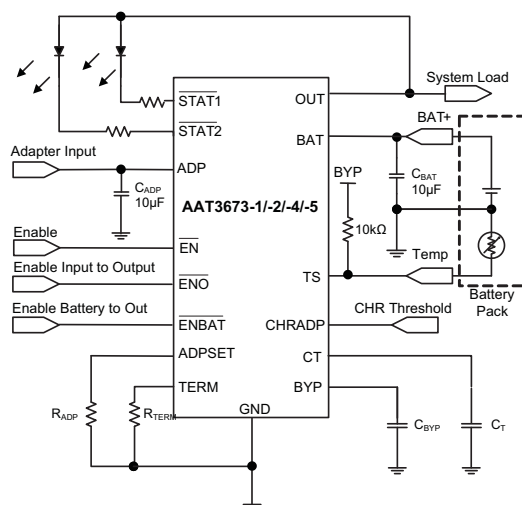 STAT1
STAT2
Adapter Input
ADP
C_ADP
10µF
Enable
EN
Enable Input to Output
ENO
Enable Battery to Out
ENBAT
ADPSET
TERM
R_ADP
R_TERM
GND
AAT3673-1/-2/-4/-5
OUT
System Load
BAT
BAT+
C_BAT
10µF
BYP
10kΩ
TS
Temp
Battery
Pack
CHRADP
CHR Threshold
CT
BYP
C_BYP
C_T